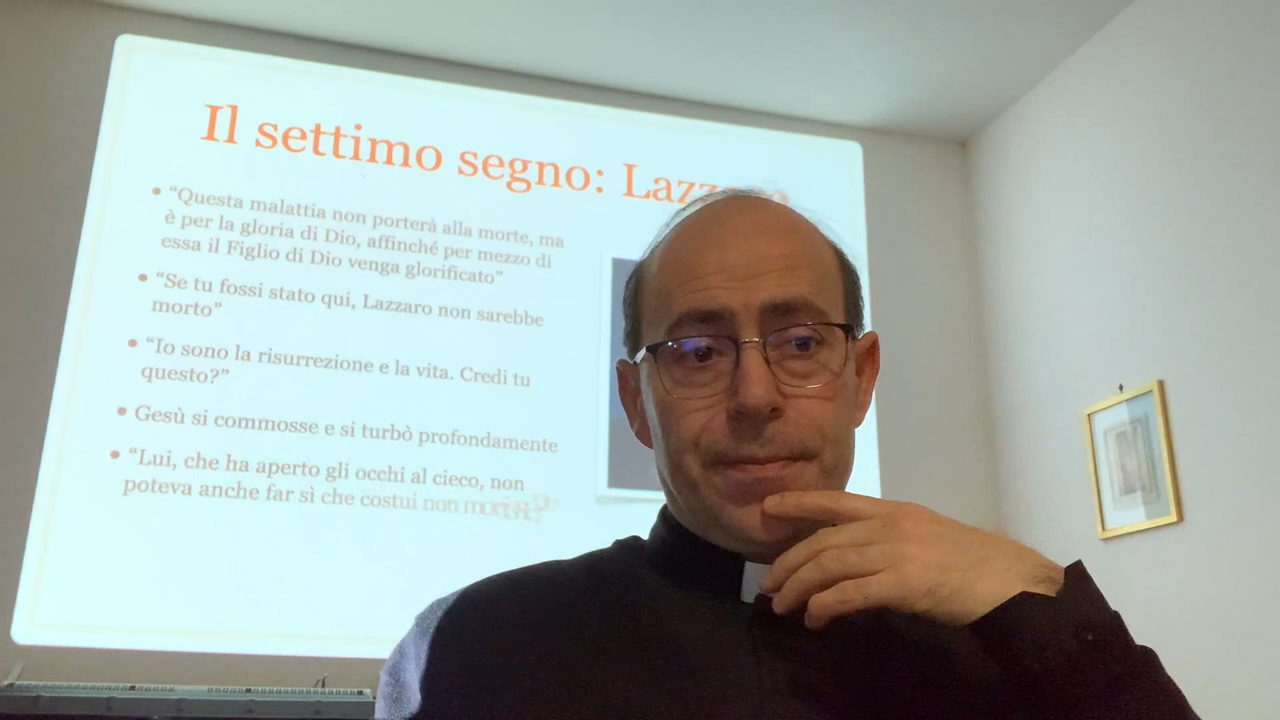 Il settimo segno: Lazzaro
• “Questa malattia non porterà alla morte, ma
è per la gloria di Dio, affinché per mezzo di
essa il Figlio di Dio venga glorificato”
• “Se tu fossi stato qui, Lazzaro non sarebbe
morto”
• “Io sono la risurrezione e la vita. Credi tu
questo?”
• Gesù si commosse e si turbò profondamente
• “Lui, che ha aperto gli occhi al cieco, non
poteva anche far sì che costui non